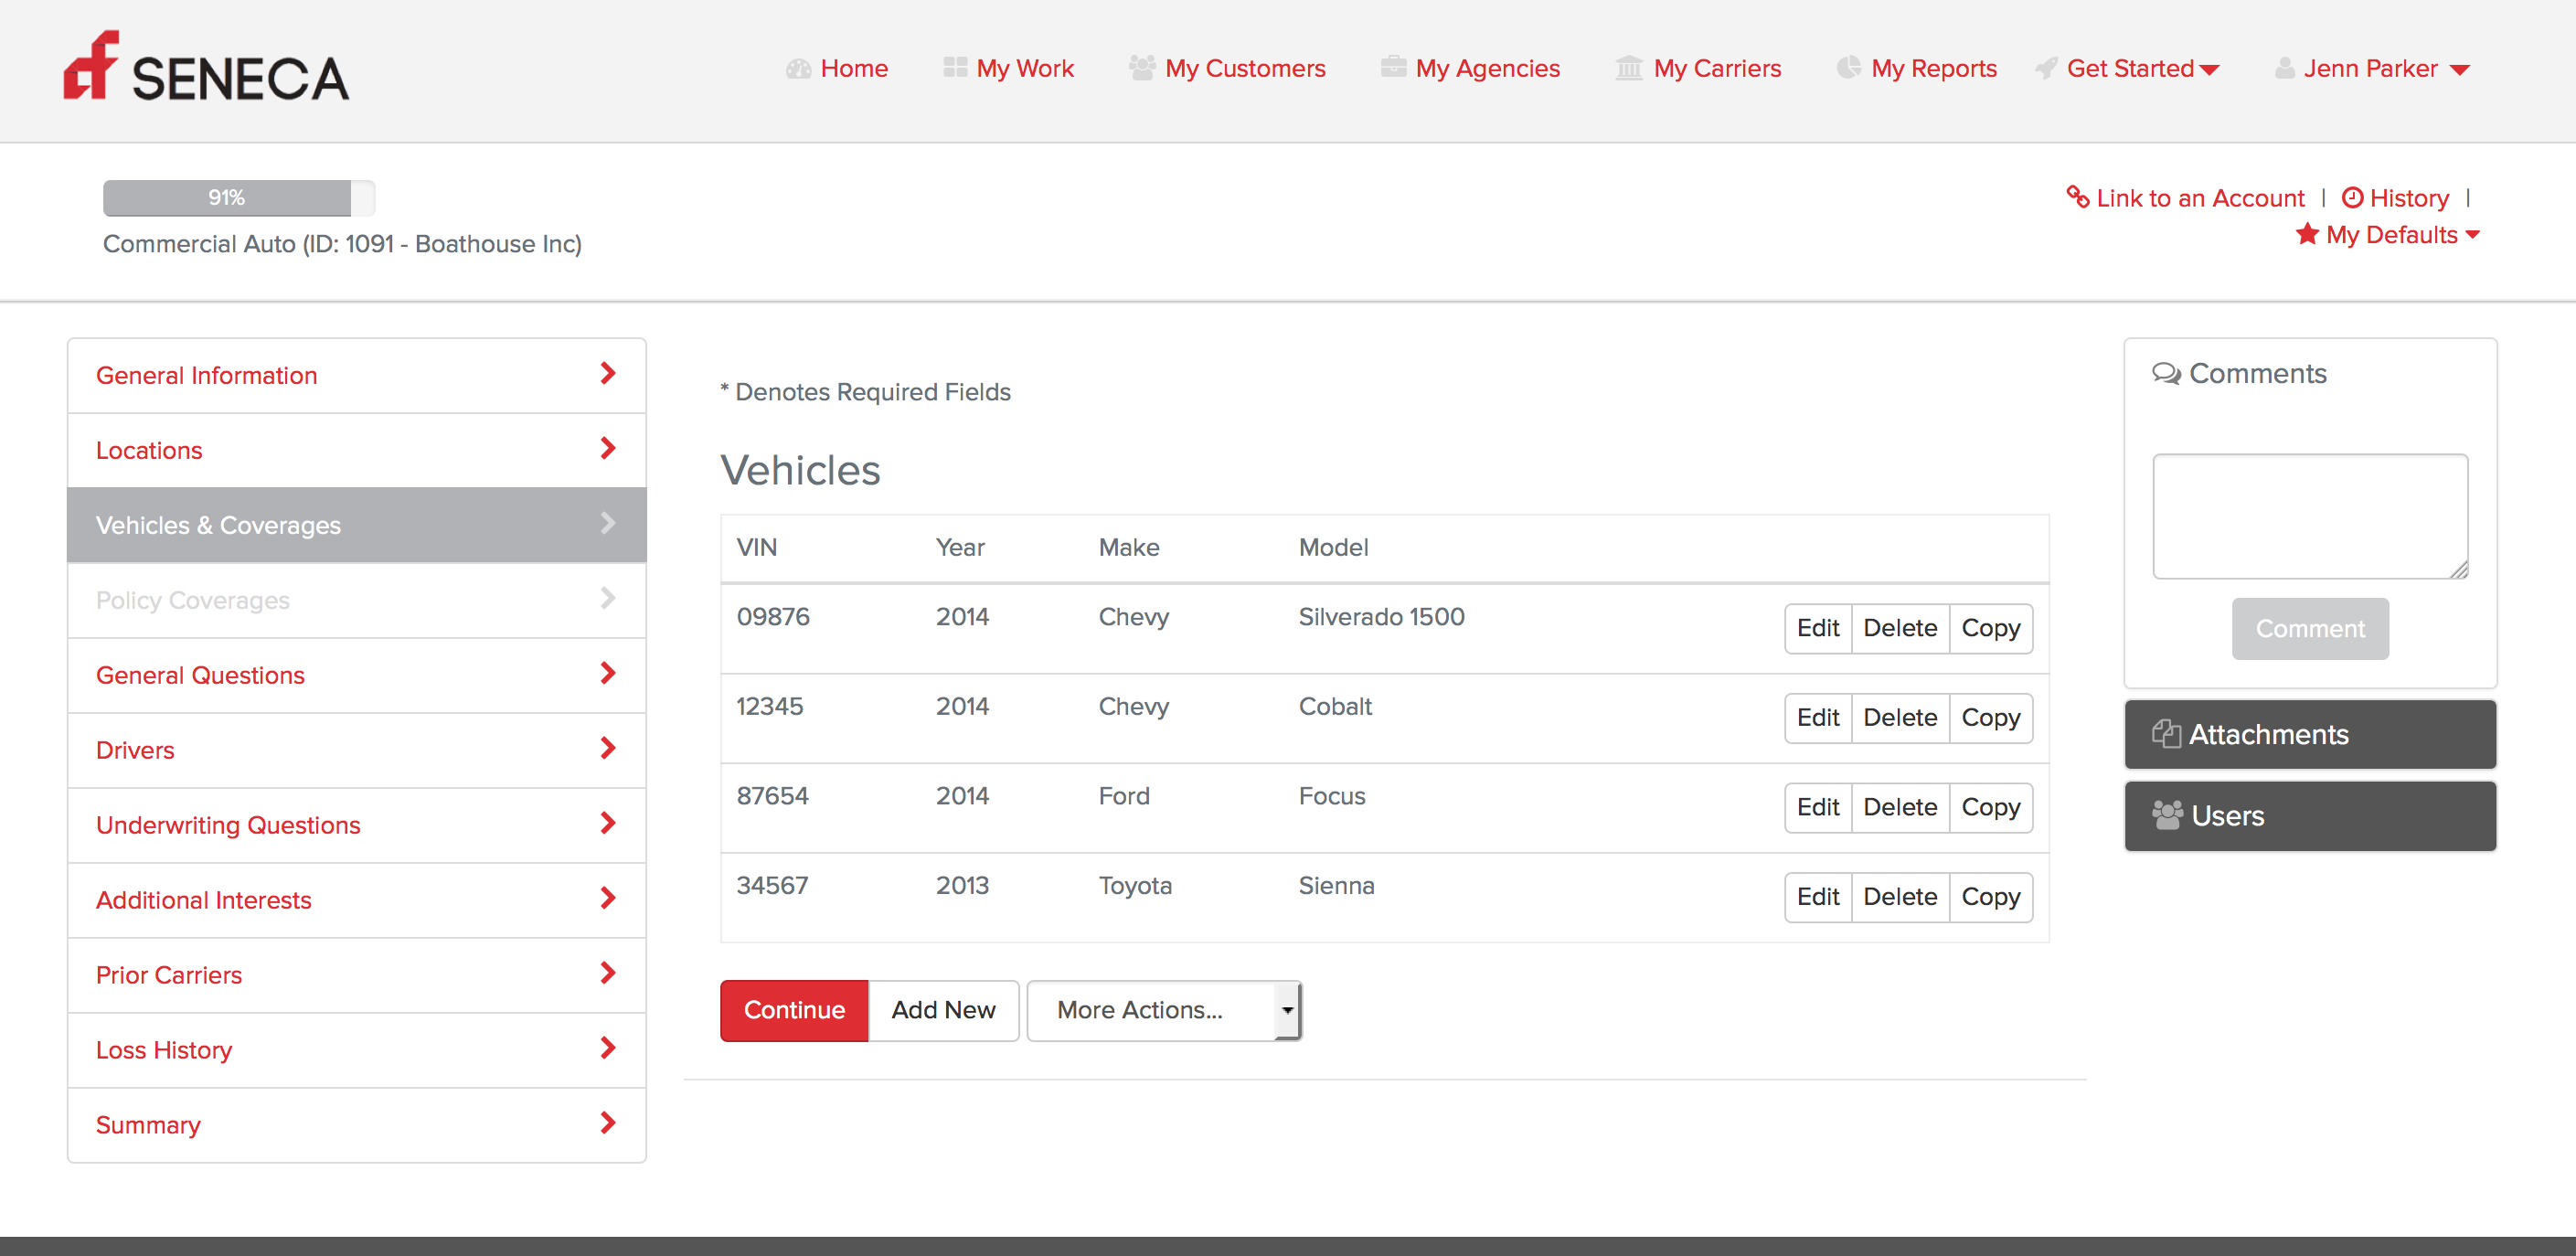 SENECA
Home My Work My Customers My Agencies My Carriers My Reports Get Started Jenn Parker
91%
Commercial Auto (ID: 1091 - Boathouse Inc)
Link to an Account | History |
My Defaults
General Information
Locations
Vehicles & Coverages
Policy Coverages
General Questions
Drivers
Underwriting Questions
Additional Interests
Prior Carriers
Loss History
Summary
* Denotes Required Fields
Vehicles
VIN Year Make Model
09876 2014 Chevy Silverado 1500 Edit Delete Copy
12345 2014 Chevy Cobalt Edit Delete Copy
87654 2014 Ford Focus Edit Delete Copy
34567 2013 Toyota Sienna Edit Delete Copy
Continue Add New More Actions...
Comments
Comment
Attachments
Users